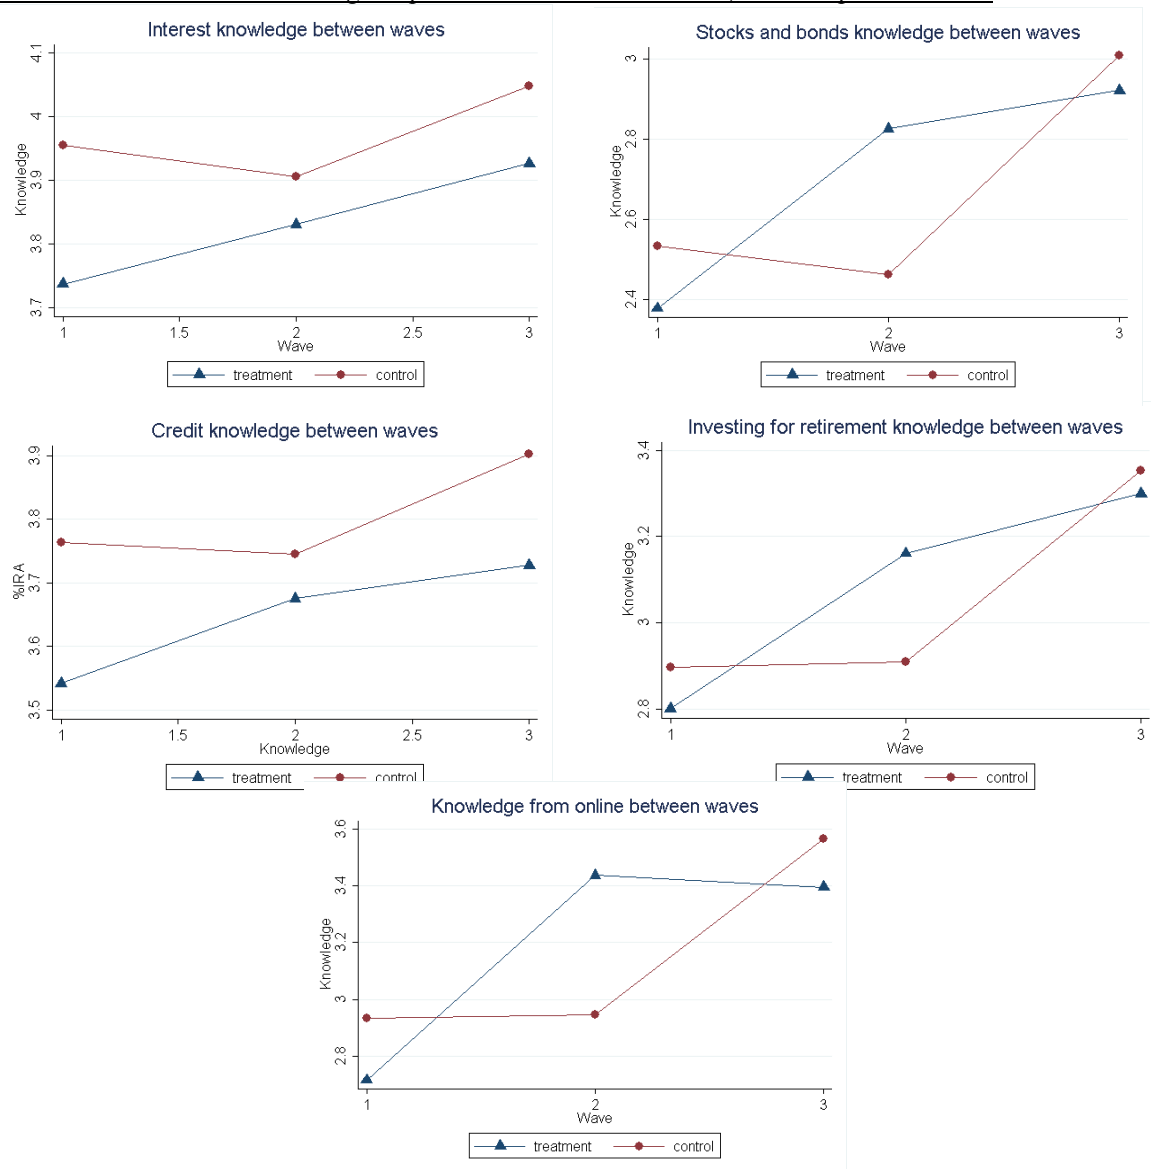 Interest knowledge between waves
4.1
4
3.9
3.8
3.7
Knowledge
1 1.5 2 2.5 3
Wave
treatment control
Stocks and bonds knowledge between waves
3
2.8
2.6
2.4
Knowledge
1 2 3
Wave
treatment control
Credit knowledge between waves
3.9
3.8
3.7
3.6
3.5
%IRA
1 1.5 2 2.5 3
Knowledge
treatment control
Investing for retirement knowledge between waves
3.4
3.2
3
2.8
Knowledge
1 2 3
Wave
treatment control
Knowledge from online between waves
3.6
3.4
3.2
3
2.8
Knowledge
1 2 3
Wave
treatment control